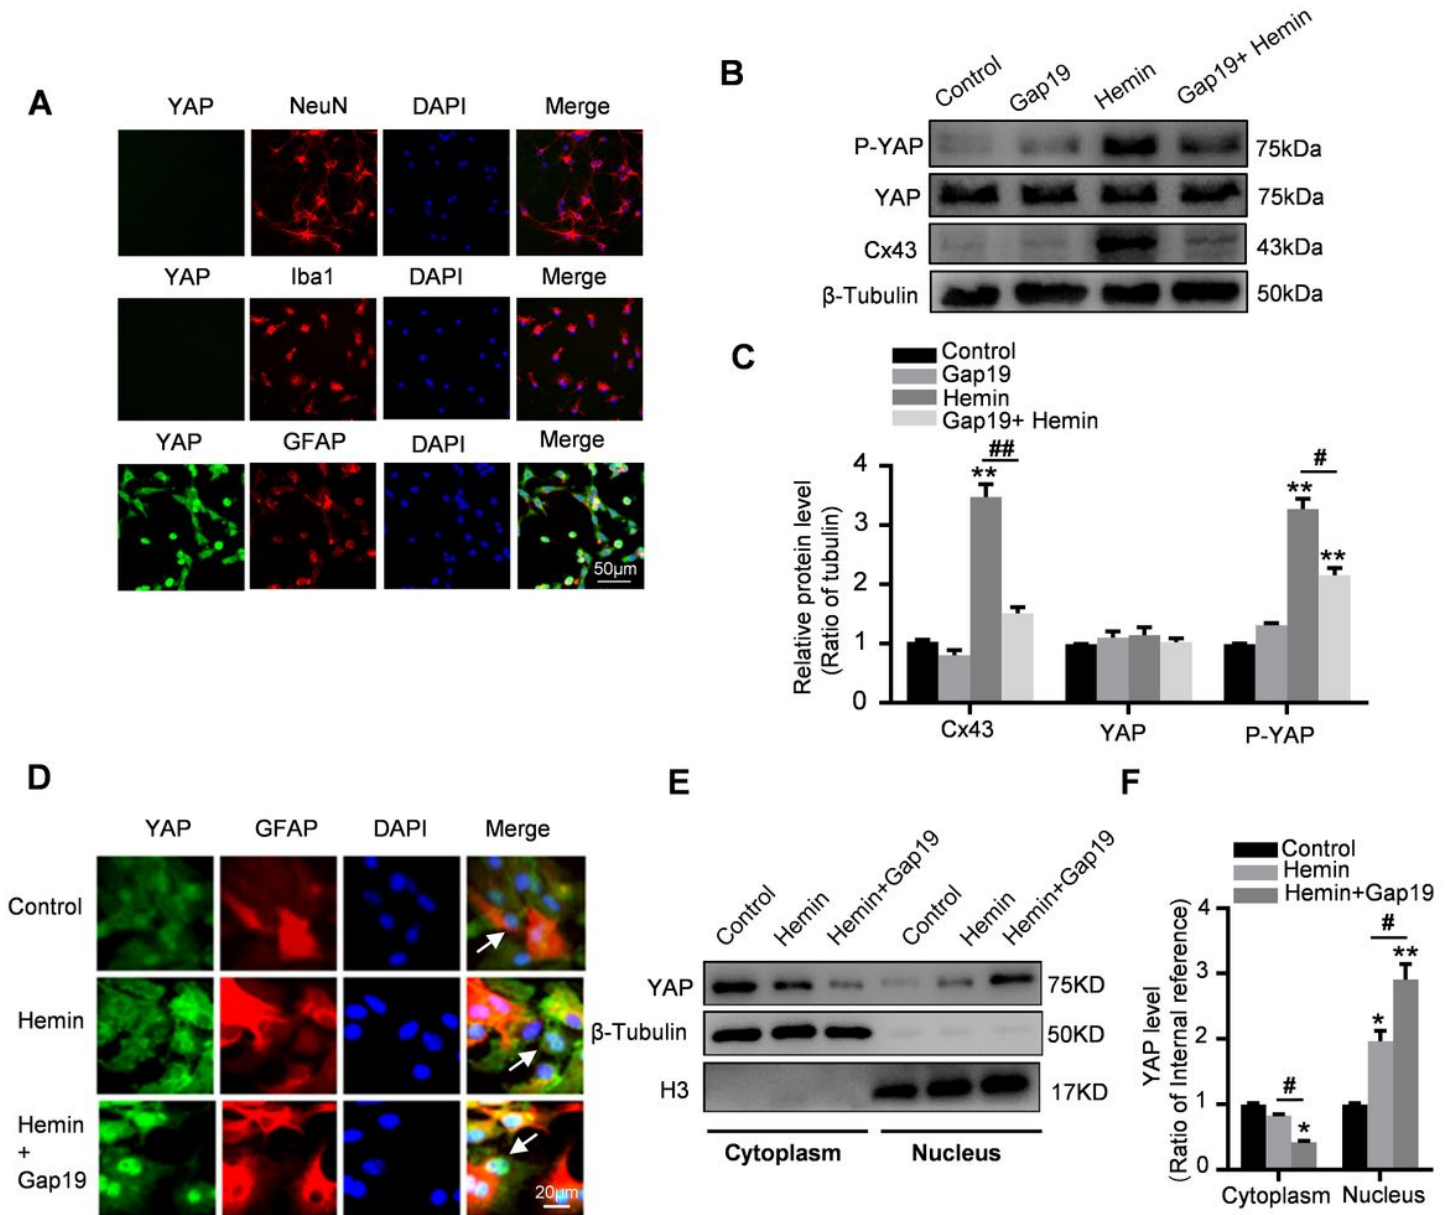 A
YAP NeuN DAPI Merge
YAP Iba1 DAPI Merge
YAP GFAP DAPI Merge
50μm
B
Control Gap19 Hemin Gap19+ Hemin
P-YAP 75kDa
YAP 75kDa
Cx43 43kDa
β-Tubulin 50kDa
C
Control
Gap19
Hemin
Gap19+ Hemin
Relative protein level
(Ratio of tubulin)
4
3
2
1
0
** ##
** # **
Cx43 YAP P-YAP
D
YAP GFAP DAPI Merge
Control
Hemin
Hemin
+
Gap19
20μm
E
Control Hemin Hemin+Gap19 Control Hemin Hemin+Gap19
YAP 75KD
β-Tubulin 50KD
H3 17KD
Cytoplasm Nucleus
F
Control
Hemin
Hemin+Gap19
YAP level
(Ratio of Internal reference)
4
3
2
1
0
# *
* # **
Cytoplasm Nucleus